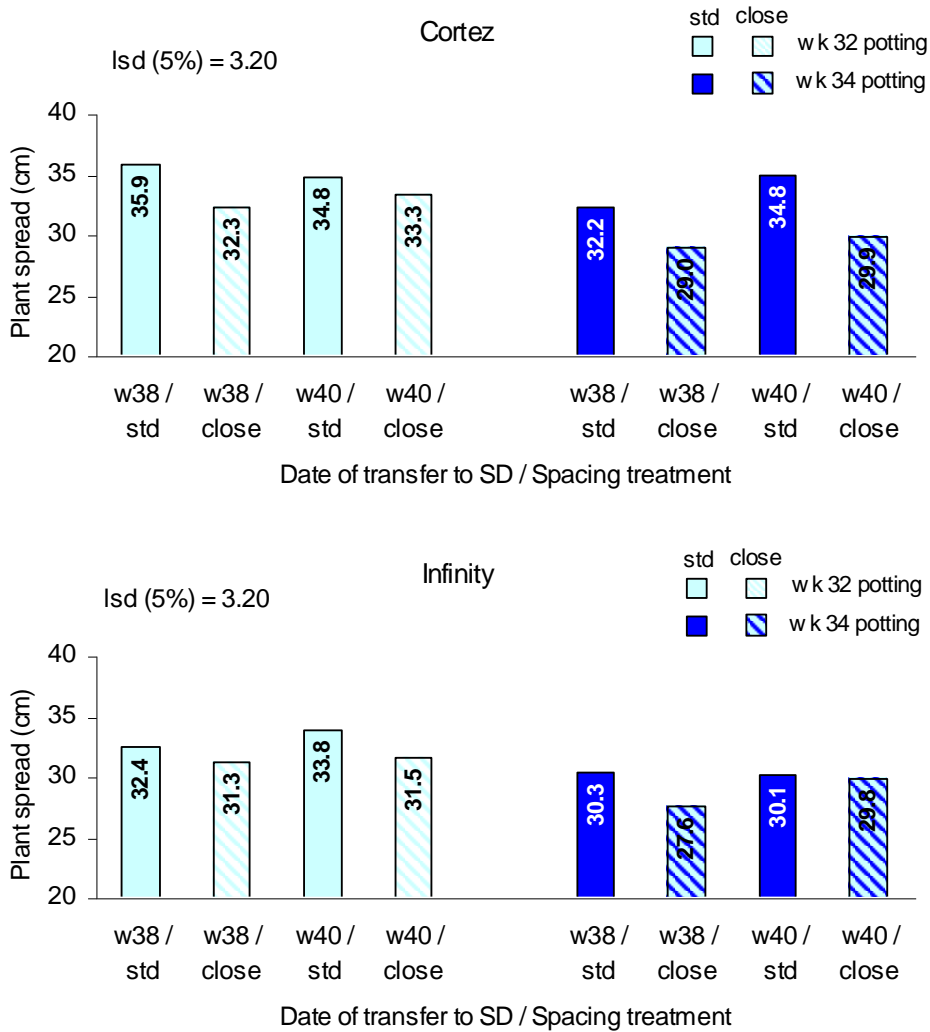 Cortez
lsd (5%) = 3.20
std close
wk 32 potting
wk 34 potting
Plant spread (cm)
40
35
30
25
20
35.9 32.3 34.8 33.3 32.2 29.0 34.8 29.9
w38 / w38 / w40 / w40 / w38 / w38 / w40 / w40 /
std close std close std close std close
Date of transfer to SD / Spacing treatment
Infinity
lsd (5%) = 3.20
std close
wk 32 potting
wk 34 potting
Plant spread (cm)
40
35
30
25
20
32.4 31.3 33.8 31.5 30.3 27.6 30.1 29.8
w38 / w38 / w40 / w40 / w38 / w38 / w40 / w40 /
std close std close std close std close
Date of transfer to SD / Spacing treatment